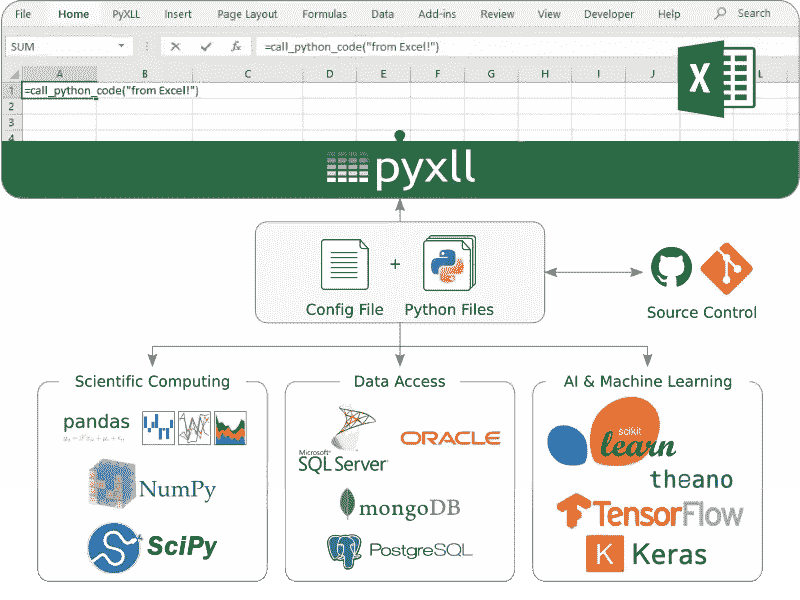 File Home PyXLL Insert Page Layout Formulas Data Add-ins Review View Developer Help Search
SUM fx =call_python_code("from Excel!")
A B C D E F G H I J L
1 =call_python_code("from Excel!")
2
3
4
X
pyxll
+
Config File Python Files
Source Control
Scientific Computing
pandas
NumPy
SciPy
Data Access
Microsoft®
SQL Server
ORACLE
mongoDB
PostgreSQL
AI & Machine Learning
scikit
learn
theano
TensorFlow
K Keras